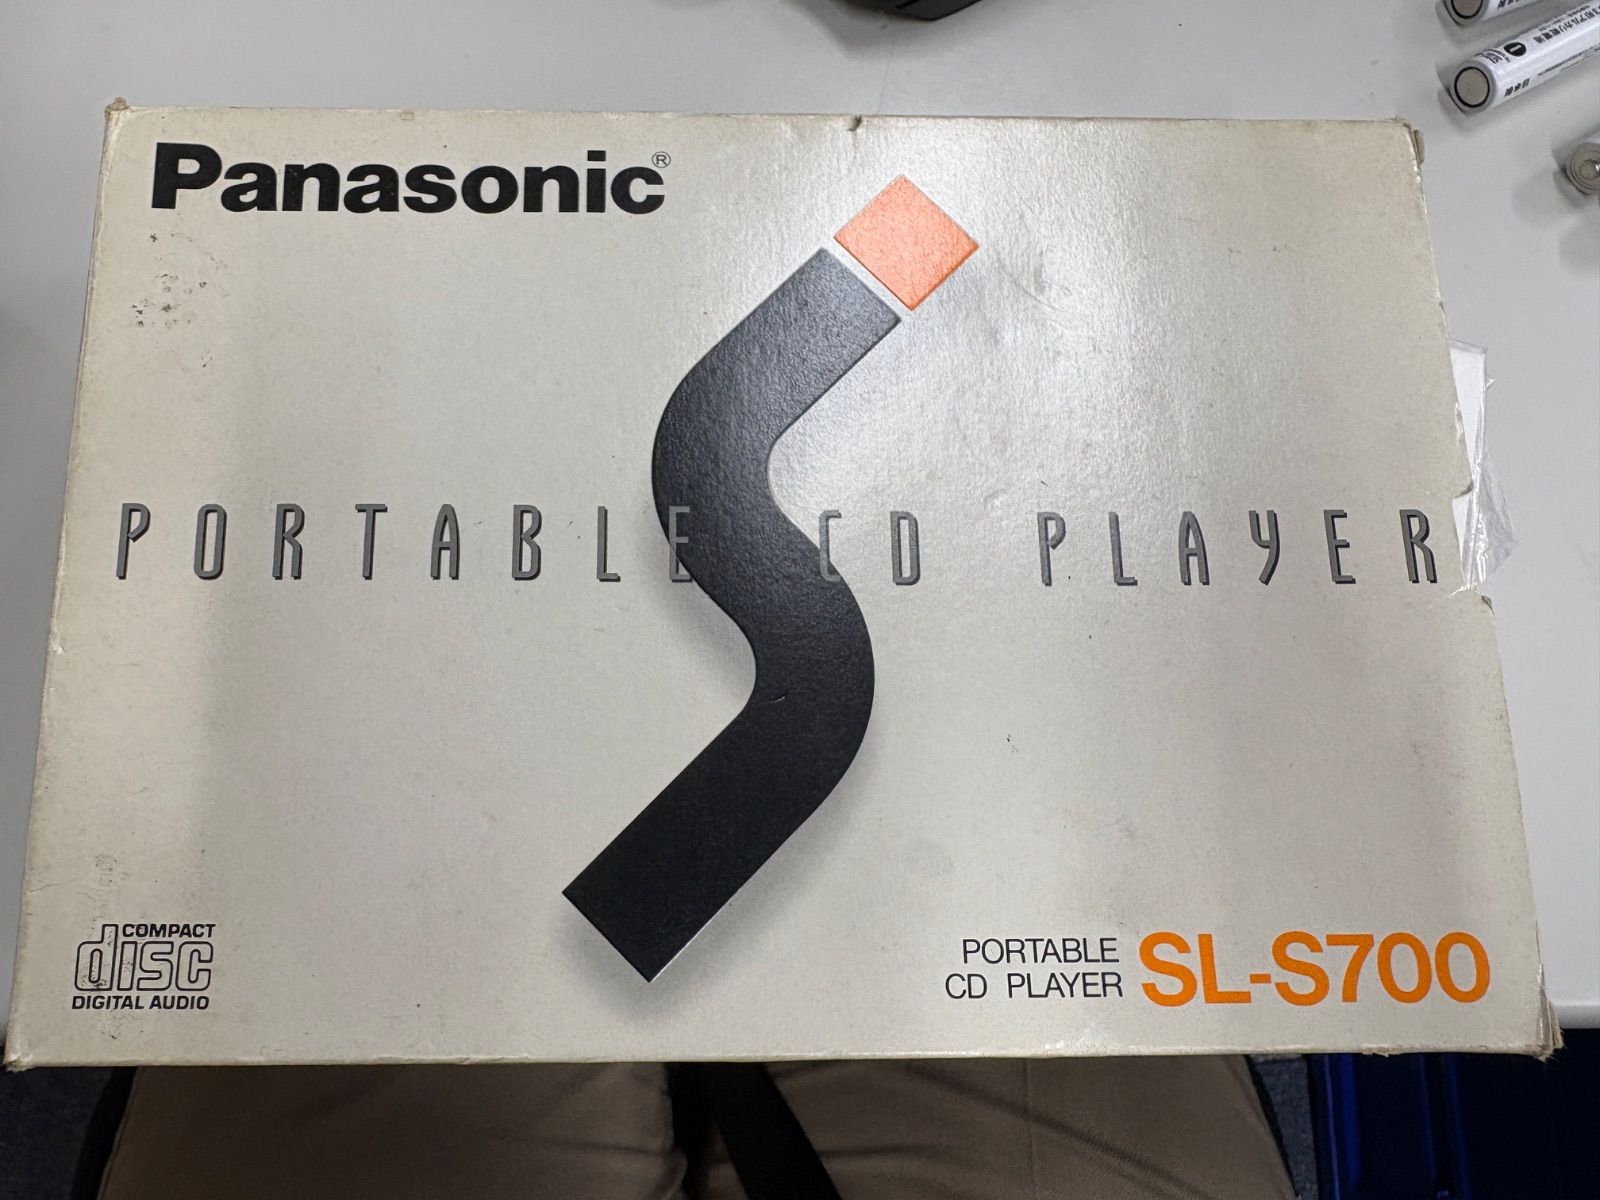 Panasonic®
PORTABLE CD PLAYER
COMPACT
disc
DIGITAL AUDIO
PORTABLE
CD PLAYER
SL-S700